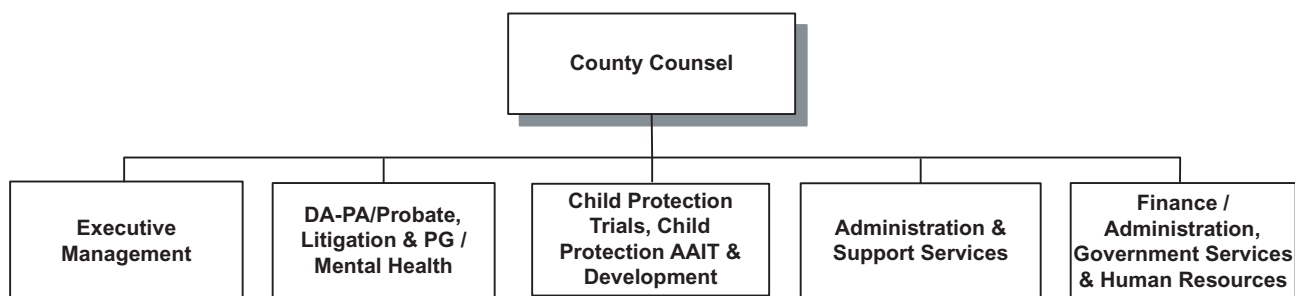 County Counsel
Executive
Management
DA-PA/Probate,
Litigation & PG /
Mental Health
Child Protection
Trials, Child
Protection AAIT &
Development
Administration &
Support Services
Finance /
Administration,
Government Services
& Human Resources